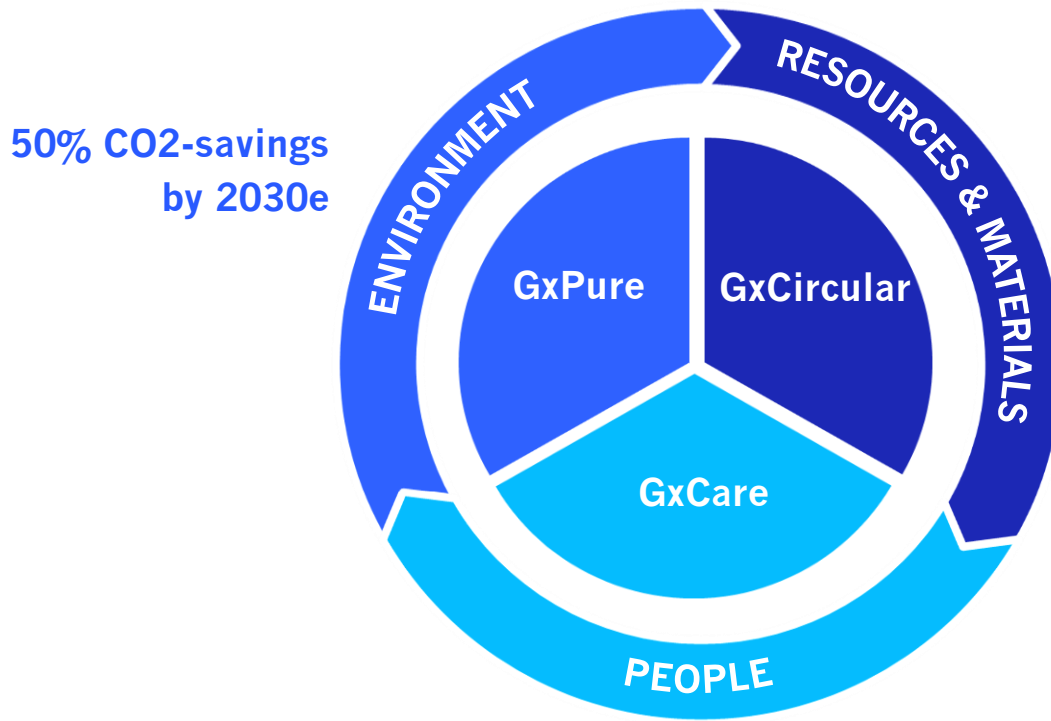 50% CO2-savings
by 2030e
ENVIRONMENT
RESOURCES & MATERIALS
GxPure
GxCircular
GxCare
PEOPLE